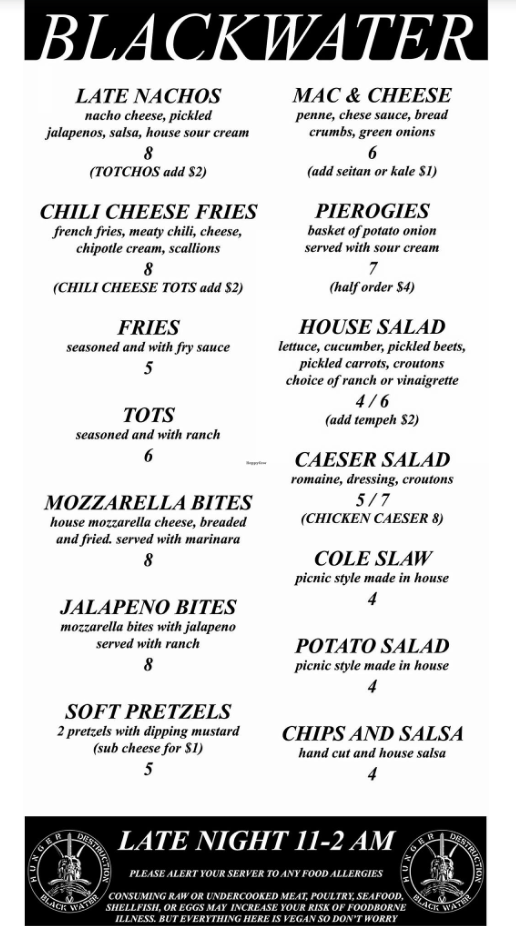 BLACKWATER
LATE NACHOS
nacho cheese, pickled
jalapenos, salsa, house sour cream
8
(TOTCHOS add $2)
CHILI CHEESE FRIES
french fries, meaty chili, cheese,
chipotle cream, scallions
8
(CHILI CHEESE TOTS add $2)
FRIES
seasoned and with fry sauce
5
TOTS
seasoned and with ranch
6
MOZZARELLA BITES
house mozzarella cheese, breaded
and fried. served with marinara
8
JALAPENO BITES
mozzarella bites with jalapeno
served with ranch
8
SOFT PRETZELS
2 pretzels with dipping mustard
(sub cheese for $1)
5
MAC & CHEESE
penne, chese sauce, bread
crumbs, green onions
6
(add seitan or kale $1)
PIEROGIES
basket of potato onion
served with sour cream
7
(half order $4)
HOUSE SALAD
lettuce, cucumber, pickled beets,
pickled carrots, croutons
choice of ranch or vinaigrette
4 / 6
(add tempeh $2)
CAESER SALAD
romaine, dressing, croutons
5 / 7
(CHICKEN CAESER 8)
COLE SLAW
picnic style made in house
4
POTATO SALAD
picnic style made in house
4
CHIPS AND SALSA
hand cut and house salsa
4
HappyCow
HUNGER DESTRUCTION
BLACK WATER
LATE NIGHT 11-2 AM
PLEASE ALERT YOUR SERVER TO ANY FOOD ALLERGIES
CONSUMING RAW OR UNDERCOOKED MEAT, POULTRY, SEAFOOD,
SHELLFISH, OR EGGS MAY INCREASE YOUR RISK OF FOODBORNE
ILLNESS. BUT EVERYTHING HERE IS VEGAN SO DON'T WORRY
HUNGER DESTRUCTION
BLACK WATER